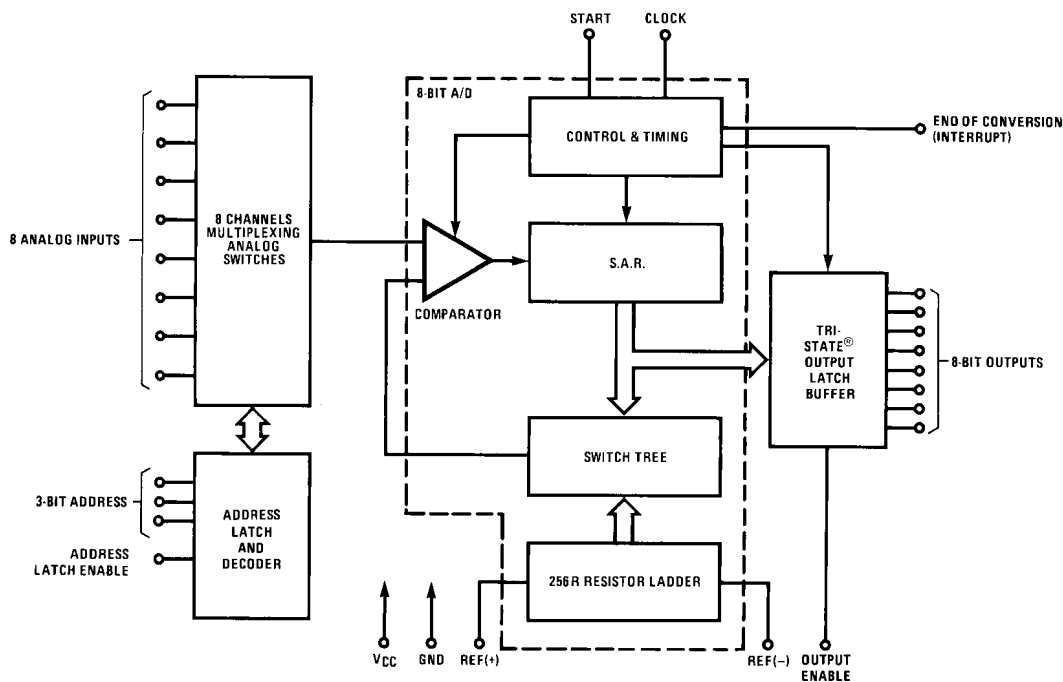 START
CLOCK
8-BIT A/D
CONTROL & TIMING
END OF CONVERSION
(INTERRUPT)
8 ANALOG INPUTS
8 CHANNELS
MULTIPLEXING
ANALOG
SWITCHES
S.A.R.
COMPARATOR
TRI-
STATE®
OUTPUT
LATCH
BUFFER
8-BIT OUTPUTS
SWITCH TREE
3-BIT ADDRESS
ADDRESS
LATCH ENABLE
ADDRESS
LATCH
AND
DECODER
256R RESISTOR LADDER
VCC
GND
REF(+)
REF(−)
OUTPUT
ENABLE